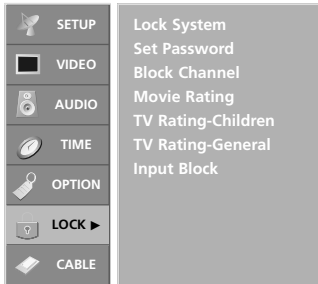 SETUP
VIDEO
AUDIO
TIME
OPTION
LOCK ►
CABLE
Lock System
Set Password
Block Channel
Movie Rating
TV Rating-Children
TV Rating-General
Input Block